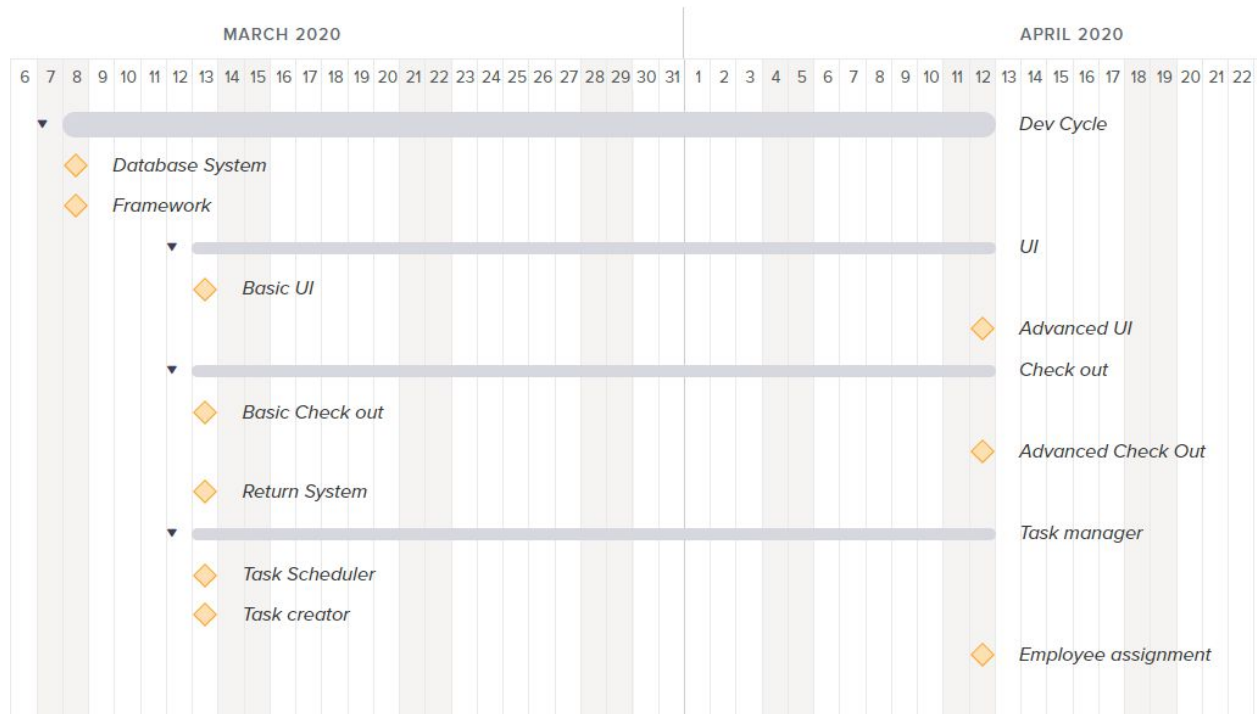 MARCH 2020 APRIL 2020
6 7 8 9 10 11 12 13 14 15 16 17 18 19 20 21 22 23 24 25 26 27 28 29 30 31 1 2 3 4 5 6 7 8 9 10 11 12 13 14 15 16 17 18 19 20 21 22
Dev Cycle
Database System
Framework
UI
Basic UI
Advanced UI
Check out
Basic Check out
Advanced Check Out
Return System
Task manager
Task Scheduler
Task creator
Employee assignment